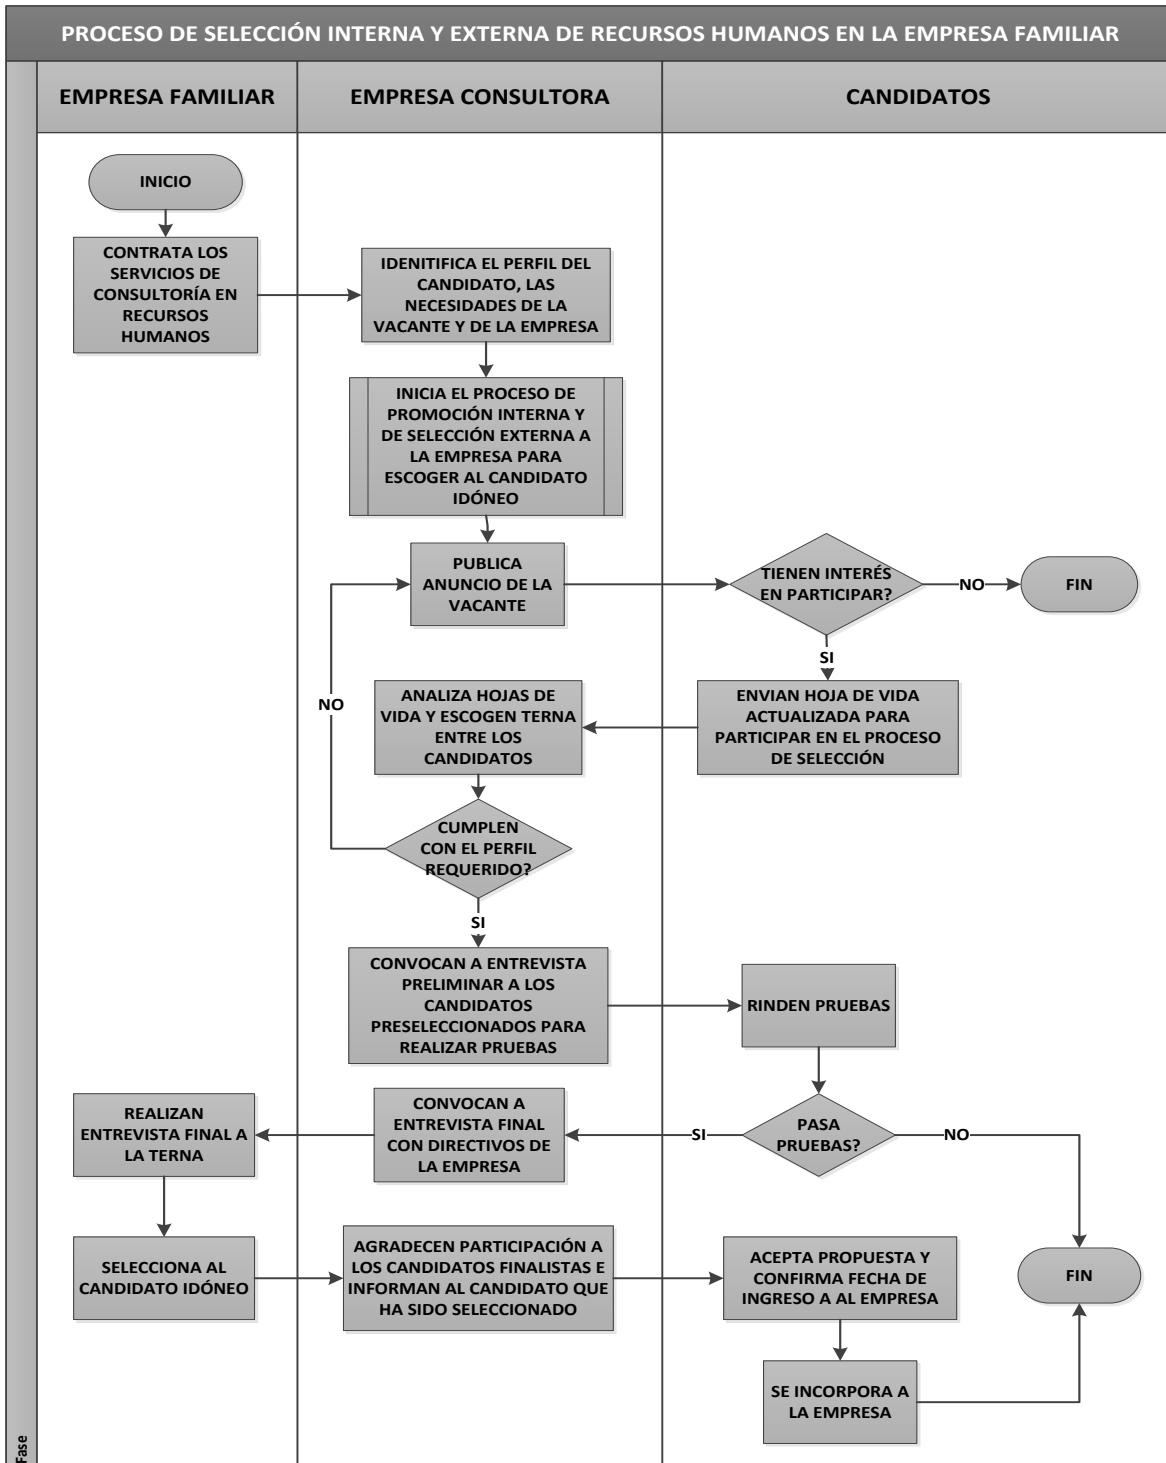 PROCESO DE SELECCIÓN INTERNA Y EXTERNA DE RECURSOS HUMANOS EN LA EMPRESA FAMILIAR
EMPRESA FAMILIAR
EMPRESA CONSULTORA
CANDIDATOS
INICIO
CONTRATA LOS
SERVICIOS DE
CONSULTORÍA EN
RECURSOS
HUMANOS
IDENITIFICA EL PERFIL DEL
CANDIDATO, LAS
NECESIDADES DE LA
VACANTE Y DE LA EMPRESA
INICIA EL PROCESO DE
PROMOCIÓN INTERNA Y
DE SELECCIÓN EXTERNA A
LA EMPRESA PARA
ESCOGER AL CANDIDATO
IDÓNEO
PUBLICA
ANUNCIO DE LA
VACANTE
TIENEN INTERÉS
EN PARTICIPAR?
NO
FIN
SI
ENVIAN HOJA DE VIDA
ACTUALIZADA PARA
PARTICIPAR EN EL PROCESO
DE SELECCIÓN
ANALIZA HOJAS DE
VIDA Y ESCOGEN TERNA
ENTRE LOS
CANDIDATOS
NO
CUMPLEN
CON EL PERFIL
REQUERIDO?
SI
CONVOCAN A ENTREVISTA
PRELIMINAR A LOS
CANDIDATOS
PRESELECCIONADOS PARA
REALIZAR PRUEBAS
RINDEN PRUEBAS
PASA
PRUEBAS?
SI
NO
CONVOCAN A
ENTREVISTA FINAL
CON DIRECTIVOS DE
LA EMPRESA
REALIZAN
ENTREVISTA FINAL A
LA TERNA
SELECCIONA AL
CANDIDATO IDÓNEO
AGRADECEN PARTICIPACIÓN A
LOS CANDIDATOS FINALISTAS E
INFORMAN AL CANDIDATO QUE
HA SIDO SELECCIONADO
ACEPTA PROPUESTA Y
CONFIRMA FECHA DE
INGRESO A AL EMPRESA
FIN
SE INCORPORA A
LA EMPRESA
Fase